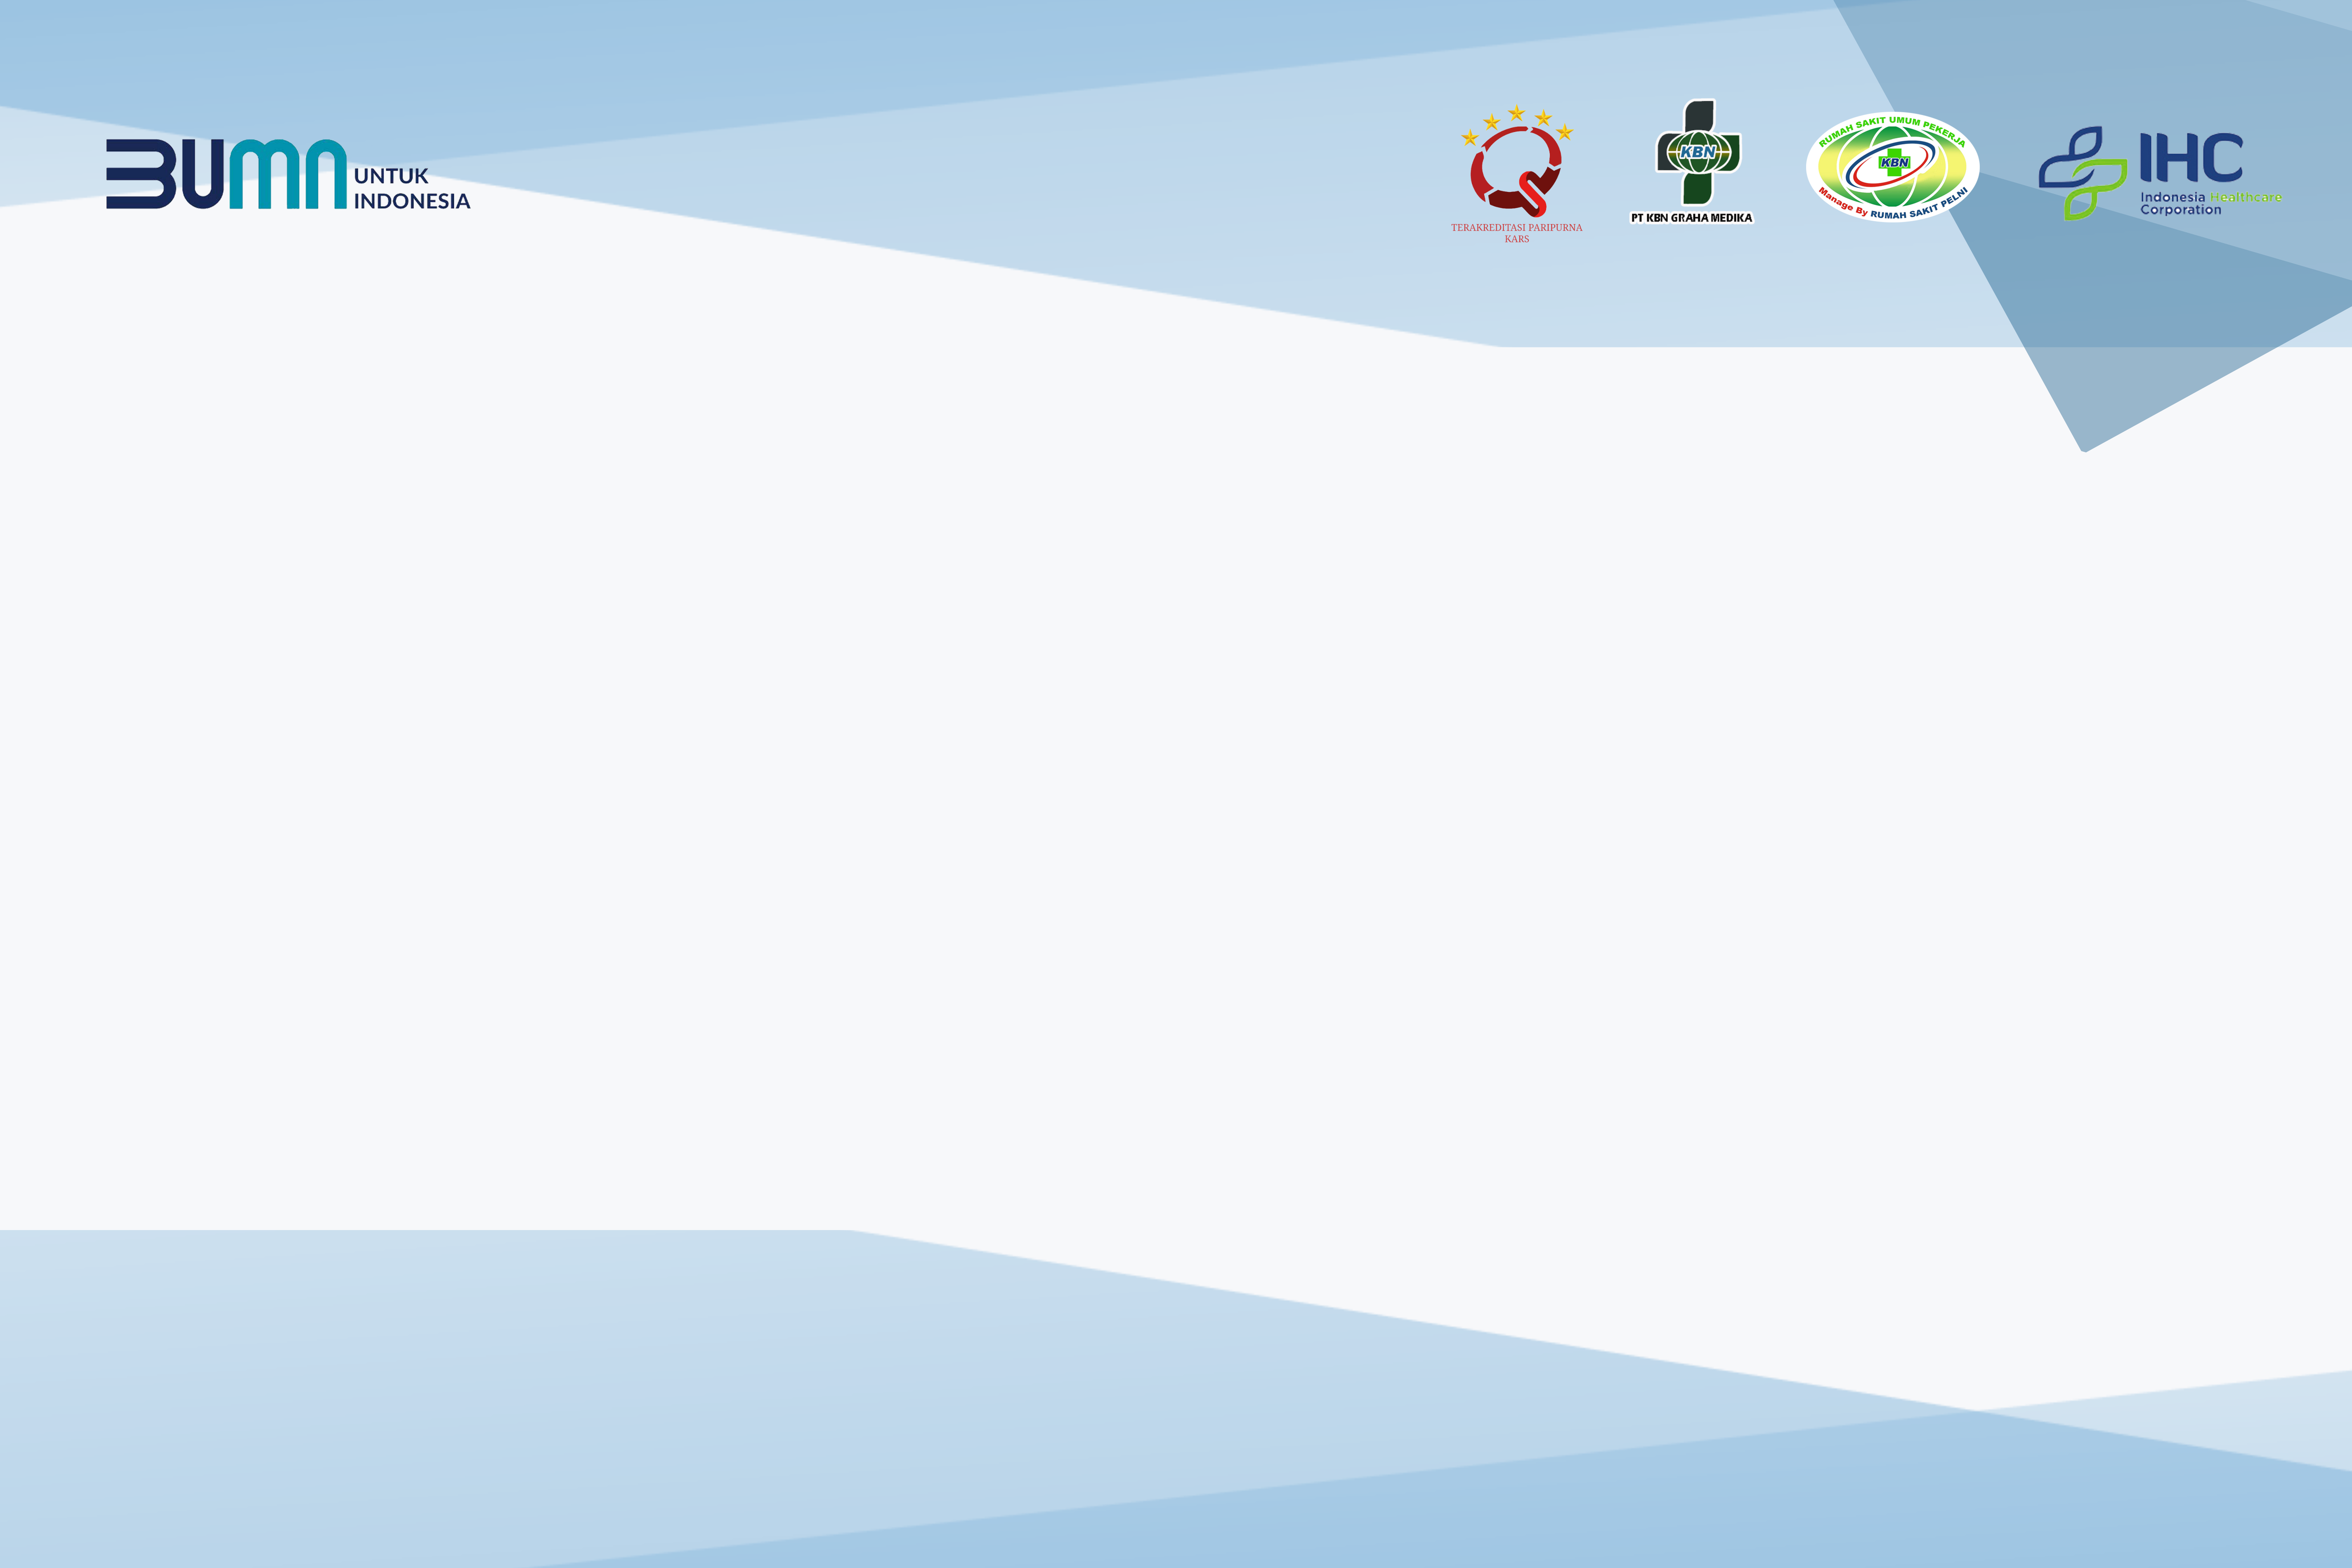 BUMN UNTUK
INDONESIA
TERAKREDITASI PARIPURNA
KARS
KBN
PT KBN GRAHA MEDIKA
RUMAH SAKIT UMUM PEKERJA
KBN
Manage By RUMAH SAKIT PELNI
IHC
Indonesia Healthcare
Corporation